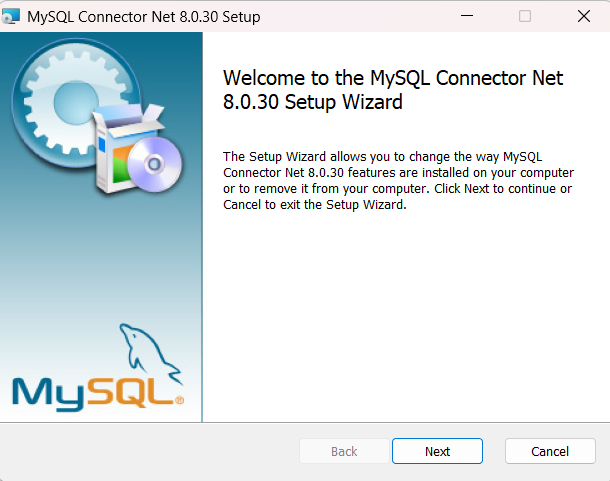 MySQL Connector Net 8.0.30 Setup
Welcome to the MySQL Connector Net
8.0.30 Setup Wizard
The Setup Wizard allows you to change the way MySQL
Connector Net 8.0.30 features are installed on your computer
or to remove it from your computer. Click Next to continue or
Cancel to exit the Setup Wizard.
MySQL®
Back
Next
Cancel